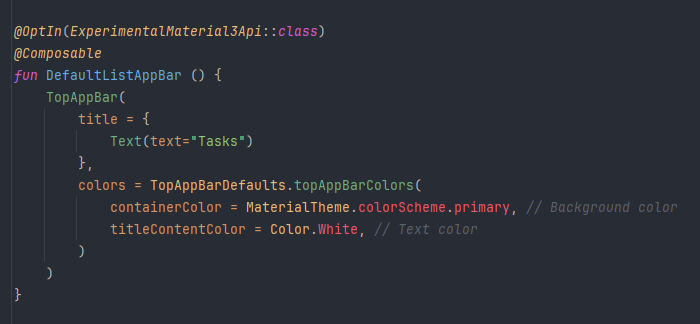 @OptIn(ExperimentalMaterial3Api::class)
@Composable
fun DefaultListAppBar () {
    TopAppBar(
        title = {
            Text(text="Tasks")
        },
        colors = TopAppBarDefaults.topAppBarColors(
            containerColor = MaterialTheme.colorScheme.primary, // Background color
            titleContentColor = Color.White, // Text color
        )
    )
}